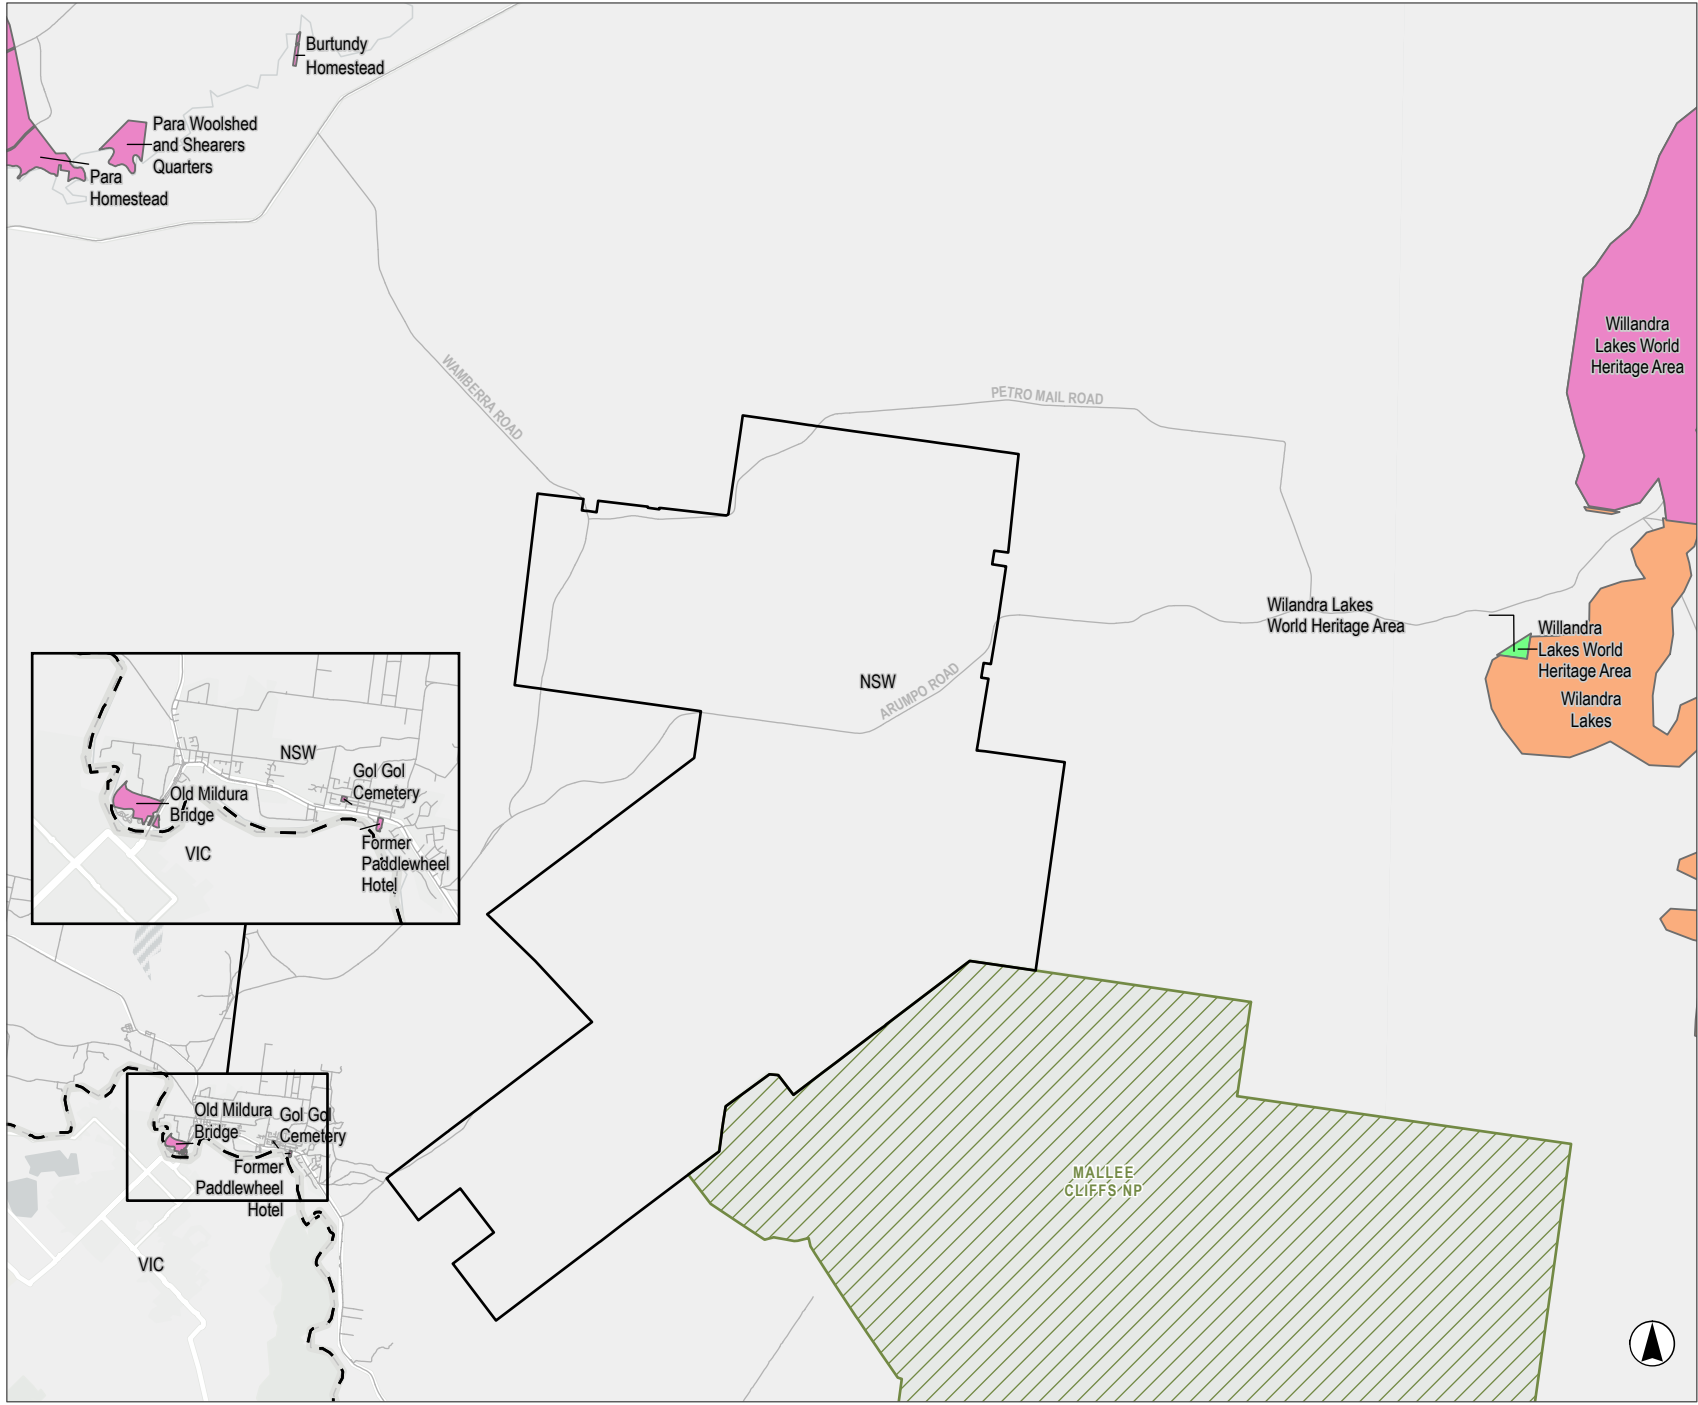 Burtundy
Homestead
Para Woolshed
and Shearers
Quarters
Para
Homestead
Willandra
Lakes World
Heritage Area
WAMBERRA ROAD
PETRO MAIL ROAD
Wilandra Lakes
World Heritage Area
Willandra
Lakes World
Heritage Area
Wilandra
Lakes
NSW
ARUMPO ROAD
NSW
Gol Gol
Cemetery
Old Mildura
Bridge
VIC
Former
Paddlewheel
Hotel
Old Mildura
Bridge
Gol Gol
Cemetery
Former
Paddlewheel
Hotel
VIC
MALLEE
CLIFFS NP